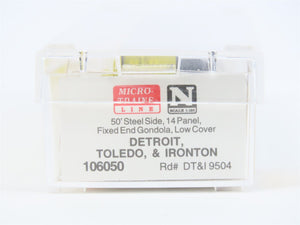 MICRO-
TRAINS
LINE
N
SCALE 1:160
50' Steel Side, 14 Panel,
Fixed End Gondola, Low Cover
DETROIT,
TOLEDO, & IRONTON
106050 Rd# DT&I 9504